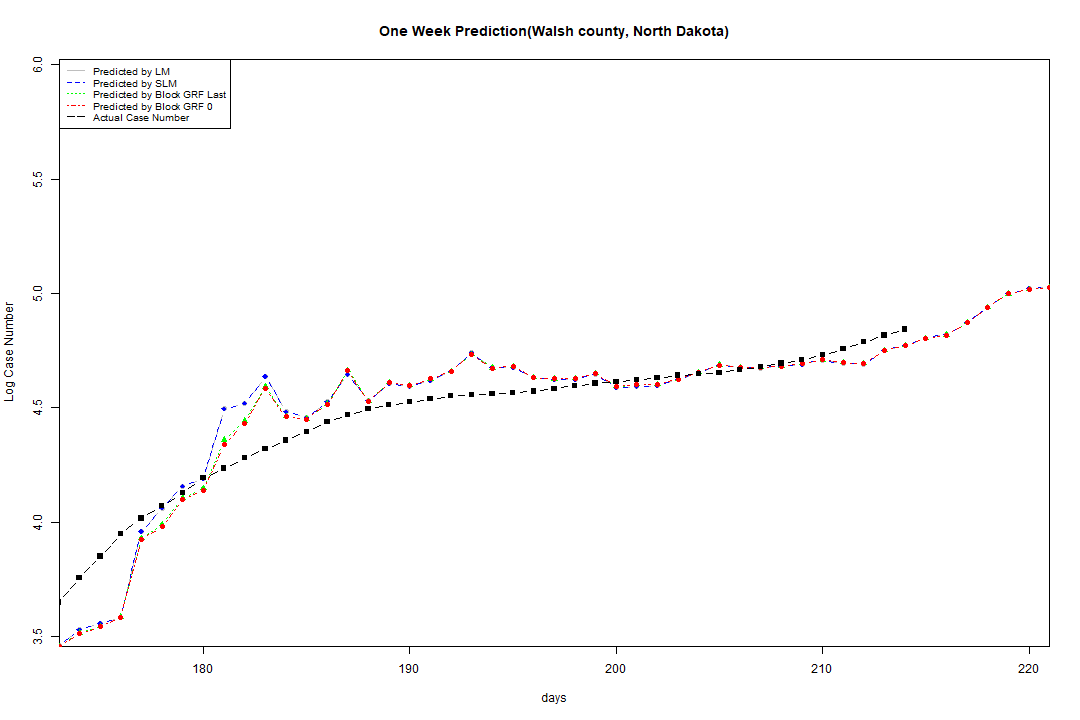 One Week Prediction(Walsh county, North Dakota)
6.0
Predicted by LM
Predicted by SLM
Predicted by Block GRF Last
Predicted by Block GRF 0
Actual Case Number
5.5
5.0
Log Case Number
4.5
4.0
3.5
180 190 200 210 220
days